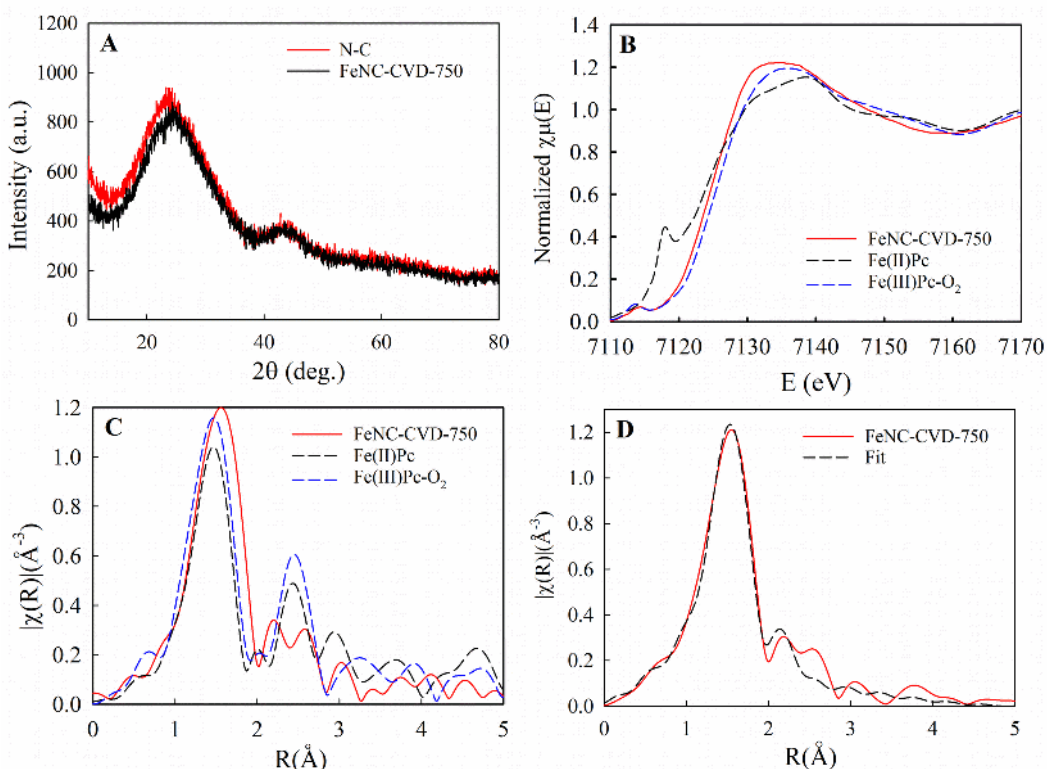 A
N-C
FeNC-CVD-750
Intensity (a.u.)
1200
1000
800
600
400
200
0
20
40
60
80
2θ (deg.)
B
Normalized χμ(E)
1.4
1.2
1.0
0.8
0.6
0.4
0.2
0.0
FeNC-CVD-750
Fe(II)Pc
Fe(III)Pc-O₂
7110
7120
7130
7140
7150
7160
7170
E (eV)
C
FeNC-CVD-750
Fe(II)Pc
Fe(III)Pc-O₂
|χ(R)|(Å⁻³)
1.2
1.0
0.8
0.6
0.4
0.2
0.0
0
1
2
3
4
5
R(Å)
D
FeNC-CVD-750
Fit
|χ(R)|(Å⁻³)
1.2
1.0
0.8
0.6
0.4
0.2
0.0
0
1
2
3
4
5
R(Å)